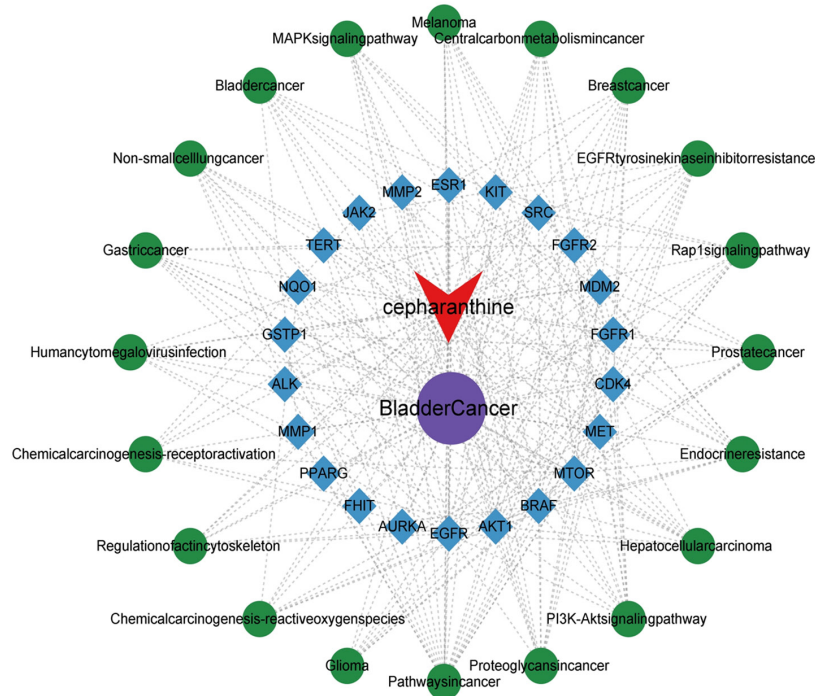 Melanoma
MAPKsignalingpathway
Centralcarbonmetabolismincancer
Bladdercancer
Breastcancer
Non-smallcelllungcancer
EGFRtyrosinekinaseinhibitorresistance
MMP2
ESR1
KIT
JAK2
SRC
TERT
FGFR2
Gastriccancer
Rap1signalingpathway
NQO1
MDM2
cepharanthine
GSTP1
FGFR1
Humancytomegalovirusinfection
Prostatecancer
ALK
CDK4
BladderCancer
MMP1
MET
Chemicalcarcinogenesis-receptoractivation
Endocrineresistance
PPARG
MTOR
FHIT
BRAF
AURKA
EGFR
AKT1
Regulationofactincytoskeleton
Hepatocellularcarcinoma
Chemicalcarcinogenesis-reactiveoxygenspecies
PI3K-Aktsignalingpathway
Glioma
Pathwaysincancer
Proteoglycansincancer